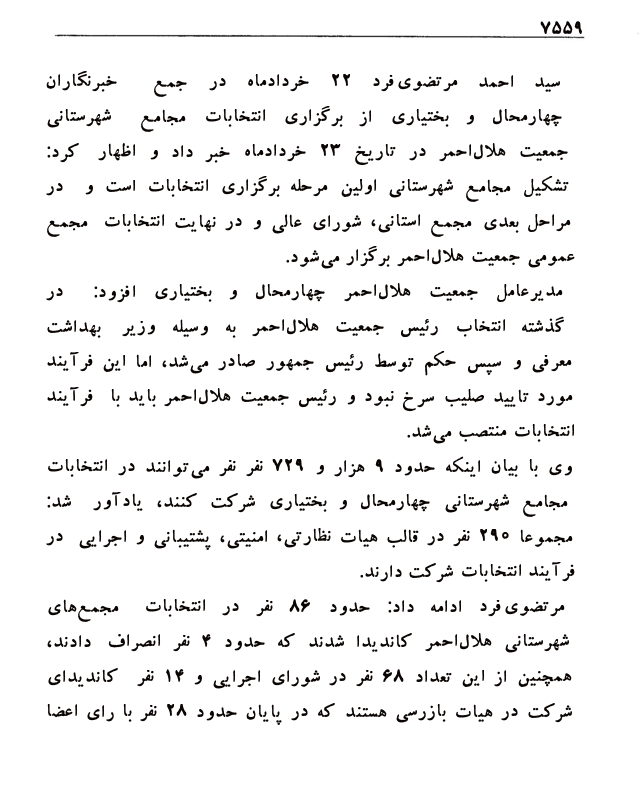 ۷۵۵۹
سید احمد مرتضوی‌فرد ۲۲ خردادماه در جمع خبرنگاران
چهارمحال و بختیاری از برگزاری انتخابات مجامع شهرستانی
جمعیت هلال‌احمر در تاریخ ۲۳ خردادماه خبر داد و اظهار کرد:
تشکیل مجامع شهرستانی اولین مرحله برگزاری انتخابات است و در
مراحل بعدی مجمع استانی، شورای عالی و در نهایت انتخابات مجمع
عمومی جمعیت هلال‌احمر برگزار می‌شود.
مدیرعامل جمعیت هلال‌احمر چهارمحال و بختیاری افزود: در
گذشته انتخاب رئیس جمعیت هلال‌احمر به وسیله وزیر بهداشت
معرفی و سپس حکم توسط رئیس جمهور صادر می‌شد، اما این فرآیند
مورد تایید صلیب سرخ نبود و رئیس جمعیت هلال‌احمر باید با فرآیند
انتخابات منتصب می‌شد.
وی با بیان اینکه حدود ۹ هزار و ۷۲۹ نفر نفر می‌توانند در انتخابات
مجامع شهرستانی چهارمحال و بختیاری شرکت کنند، یادآور شد:
مجموعا ۲۹۰ نفر در قالب هیات نظارتی، امنیتی، پشتیبانی و اجرایی در
فرآیند انتخابات شرکت دارند.
مرتضوی‌فرد ادامه داد: حدود ۸۶ نفر در انتخابات مجمع‌های
شهرستانی هلال‌احمر کاندیدا شدند که حدود ۴ نفر انصراف دادند،
همچنین از این تعداد ۶۸ نفر در شورای اجرایی و ۱۴ نفر کاندیدای
شرکت در هیات بازرسی هستند که در پایان حدود ۲۸ نفر با رای اعضا